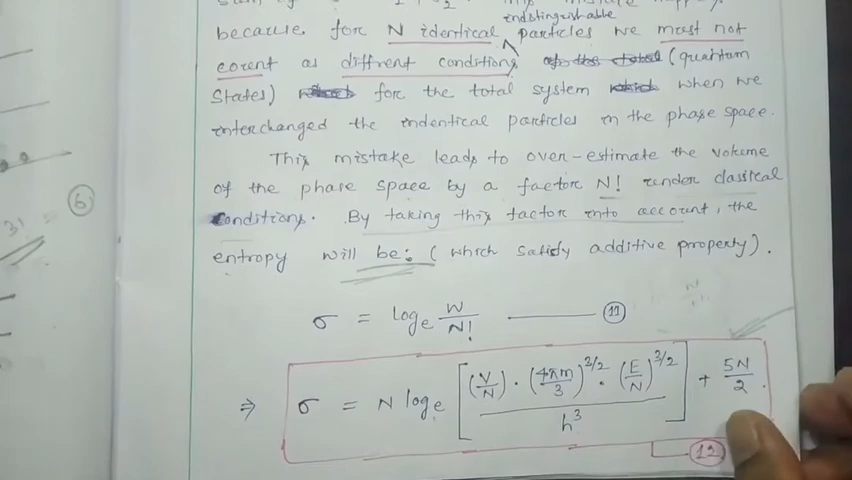 indistinguishable
because for N identical particles we must not
count as diffrent conditions (quantum
States) for the total system when we
interchanged the indentical particles in the phase space.
This mistake leads to over-estimate the volume
of the phase space by a factor N! under classical
Conditions. By taking this factor into account, the
entropy will be: (which satisfy additive property).
σ = logₑ W/N! ——— (11)
⇒ σ = N logₑ [ (V/N) · (4πm/3)^3/2 · (E/N)^3/2 / h³ ] + 5N/2 .
(12)